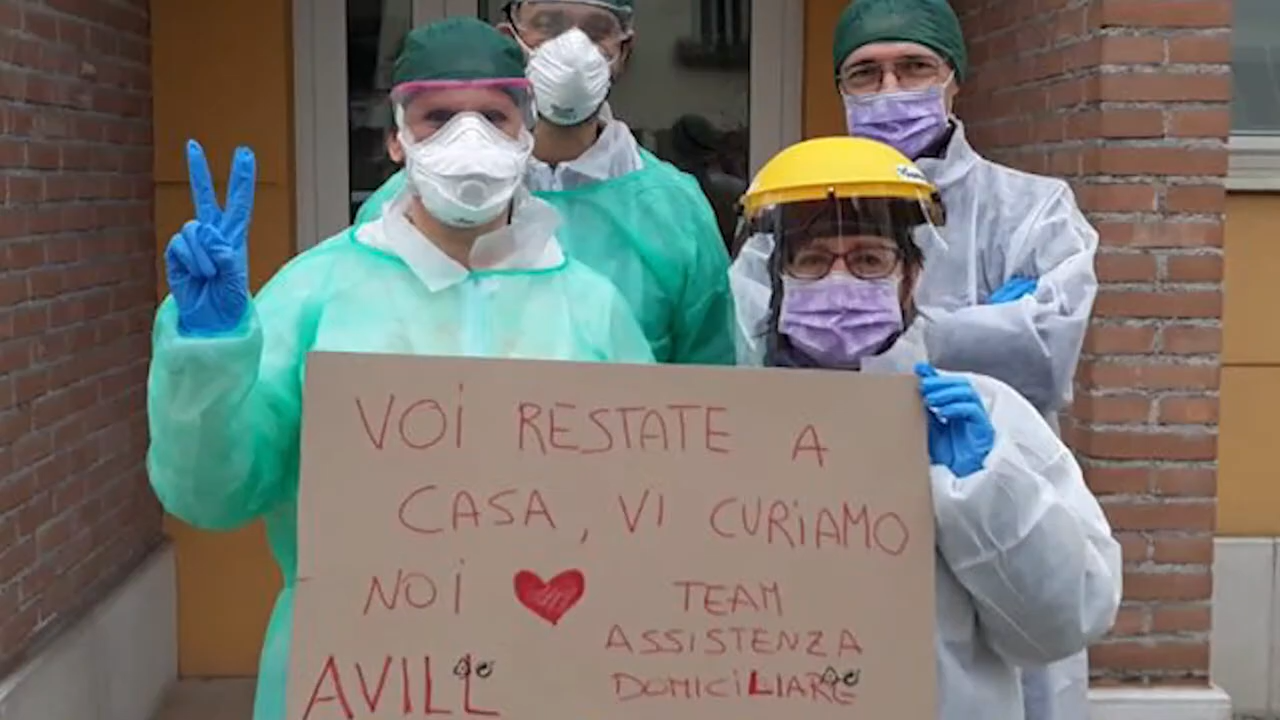 VOI RESTATE A
CASA, VI CURIAMO
NOI ❤ TEAM
ASSISTENZA
AVILL DOMICILIARE